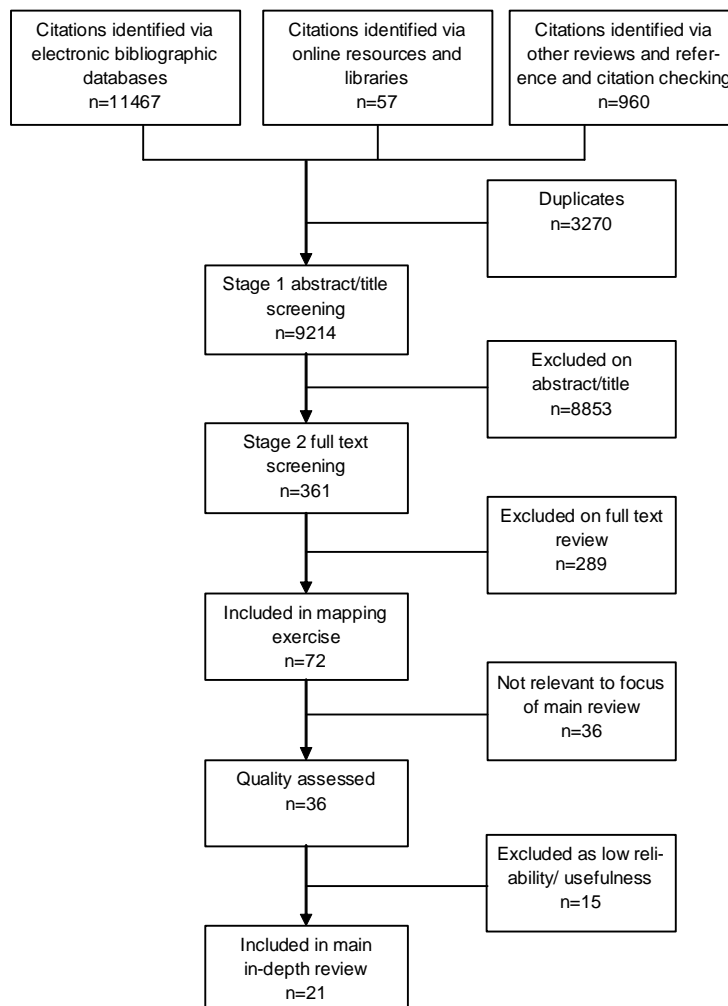 Citations identified via
electronic bibliographic
databases
n=11467
Citations identified via
online resources and
libraries
n=57
Citations identified via
other reviews and refer-
ence and citation checking
n=960
Duplicates
n=3270
Stage 1 abstract/title
screening
n=9214
Excluded on
abstract/title
n=8853
Stage 2 full text
screening
n=361
Excluded on full text
review
n=289
Included in mapping
exercise
n=72
Not relevant to focus
of main review
n=36
Quality assessed
n=36
Excluded as low reli-
ability/ usefulness
n=15
Included in main
in-depth review
n=21